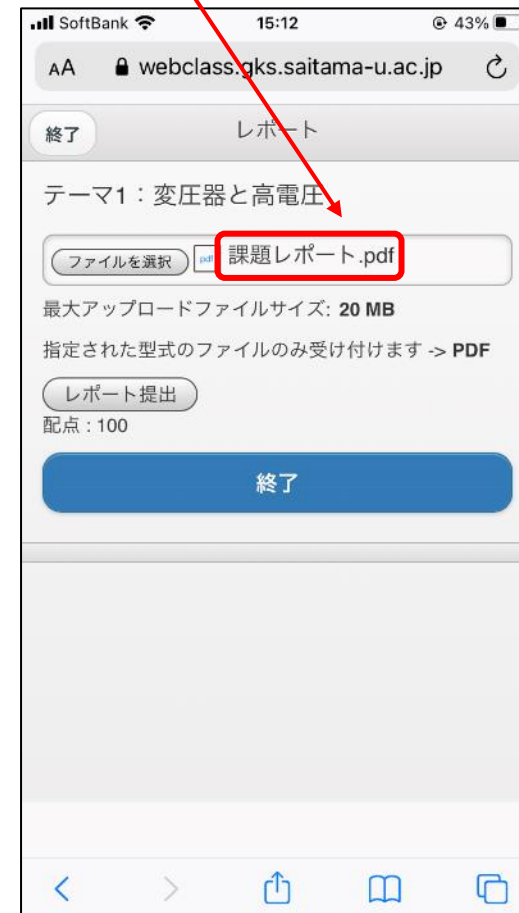 SoftBank 15:12 43%
AA webclass.gks.saitama-u.ac.jp
終了 レポート
テーマ1：変圧器と高電圧
ファイルを選択 pdf 課題レポート.pdf
最大アップロードファイルサイズ: 20 MB
指定された型式のファイルのみ受け付けます -> PDF
レポート提出
配点 : 100
終了